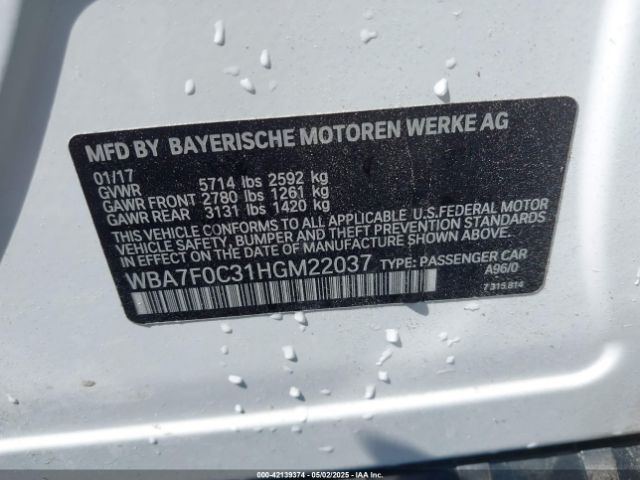 MFD BY BAYERISCHE MOTOREN WERKE AG
01/17
GVWR 5714 lbs 2592 kg
GAWR FRONT 2780 lbs 1261 kg
GAWR REAR 3131 lbs 1420 kg
THIS VEHICLE CONFORMS TO ALL APPLICABLE U.S.FEDERAL MOTOR
VEHICLE SAFETY, BUMPER AND THEFT PREVENTION STANDARDS
IN EFFECT ON THE DATE OF MANUFACTURE SHOWN ABOVE.
WBA7F0C31HGM22037 TYPE: PASSENGER CAR
A96/0
7 315 814
000-42139374 - 05/02/2025 - IAA Inc.